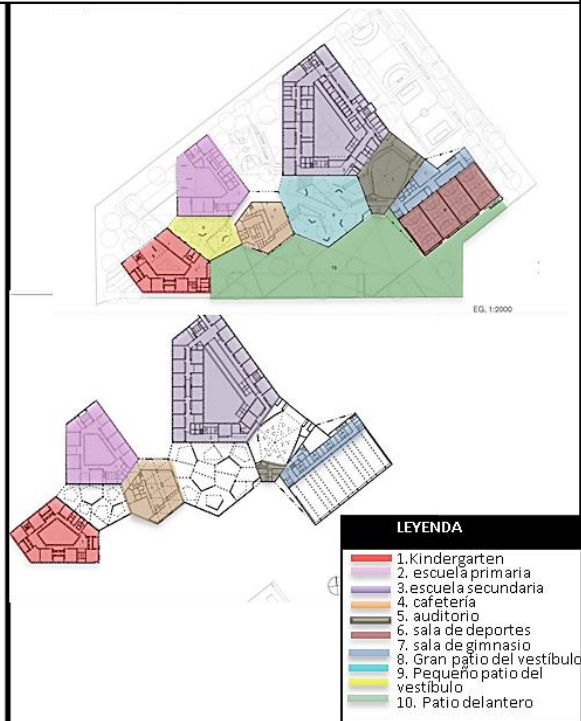 EG, 1:2000
LEYENDA
1.Kindergarten
2. escuela primaria
3.escuela secundaria
4. cafetería
5. auditorio
6. sala de deportes
7. sala de gimnasio
8. Gran patio del vestíbulo
9. Pequeño patio del
vestíbulo
10. Patio delantero